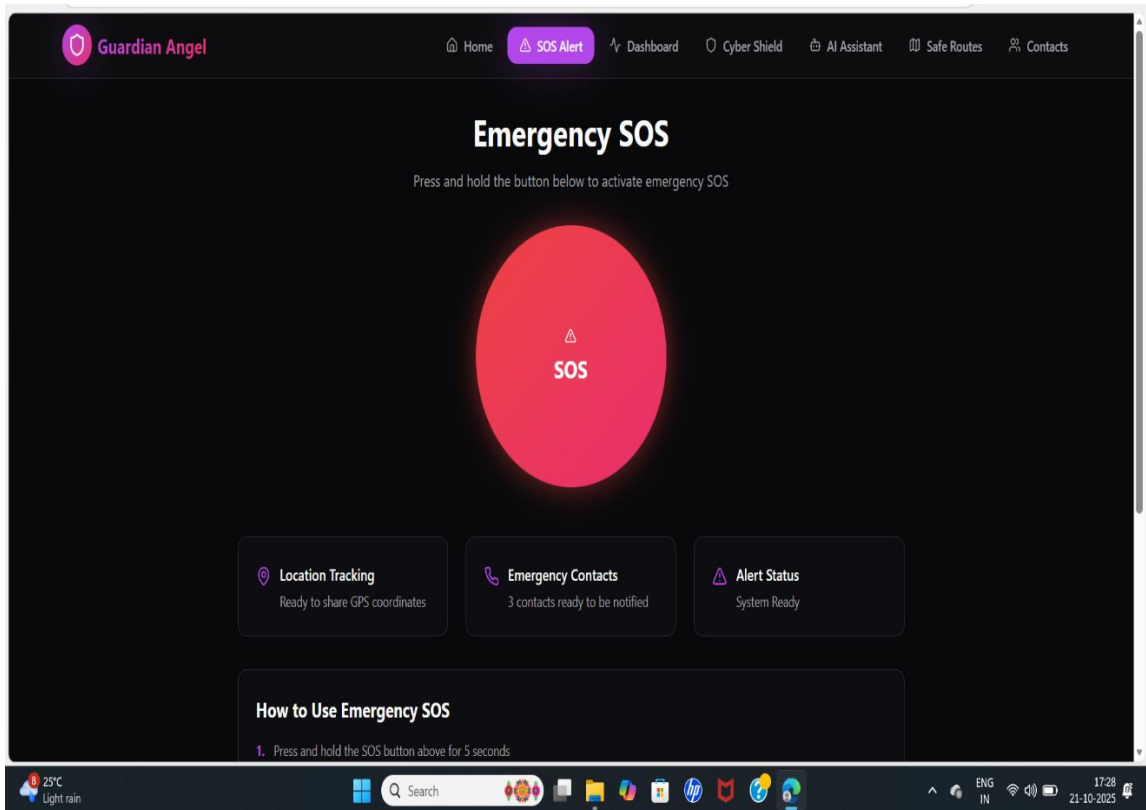 Guardian Angel
Home
SOS Alert
Dashboard
Cyber Shield
AI Assistant
Safe Routes
Contacts
Emergency SOS
Press and hold the button below to activate emergency SOS
SOS
Location Tracking
Ready to share GPS coordinates
Emergency Contacts
3 contacts ready to be notified
Alert Status
System Ready
How to Use Emergency SOS
1. Press and hold the SOS button above for 5 seconds
8
25°C
Light rain
Search
hp
ENG
IN
17:28
21-10-2025